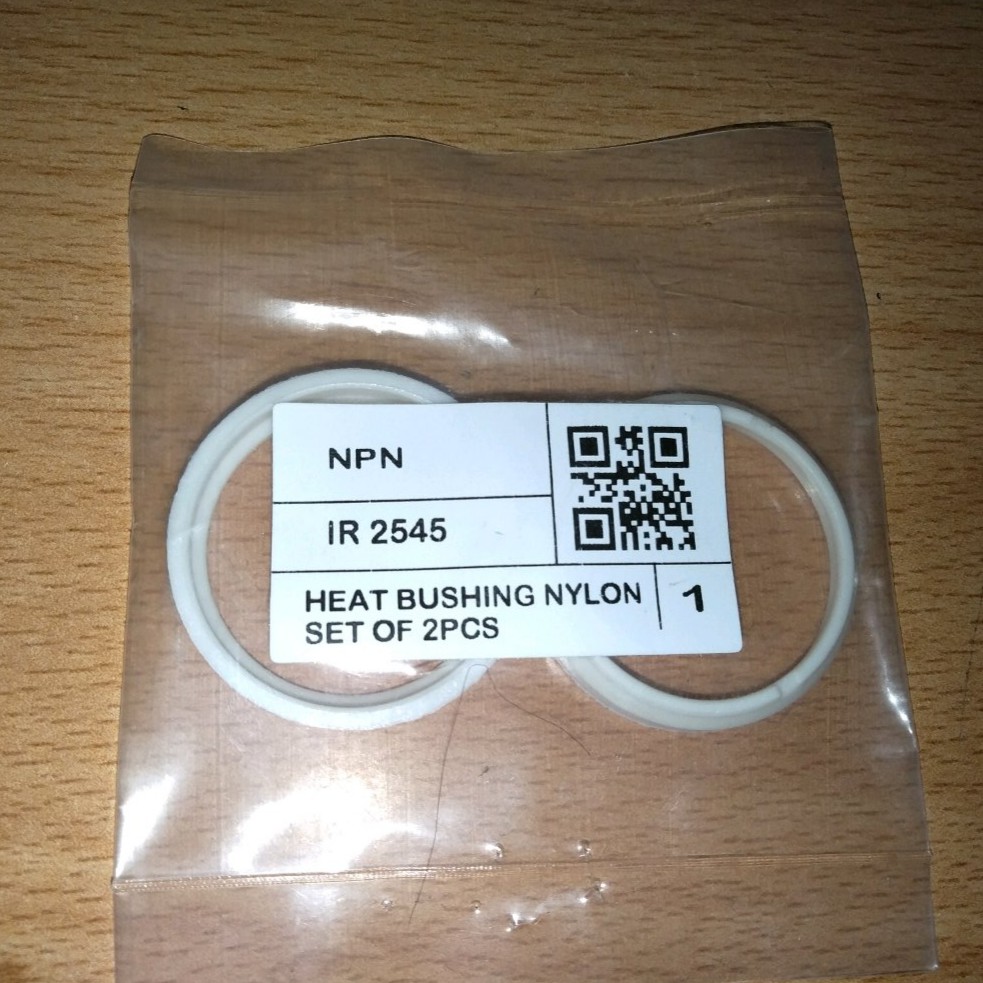 NPN
IR 2545
HEAT BUSHING NYLON
SET OF 2PCS
1